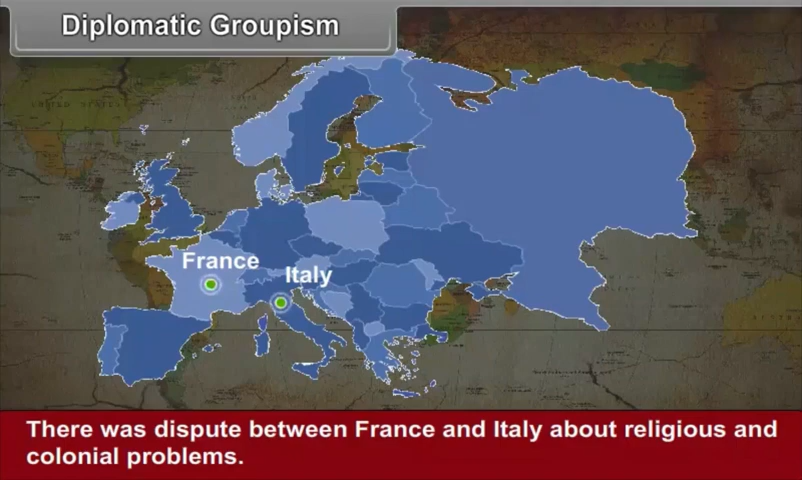 Diplomatic Groupism
France
Italy
There was dispute between France and Italy about religious and
colonial problems.